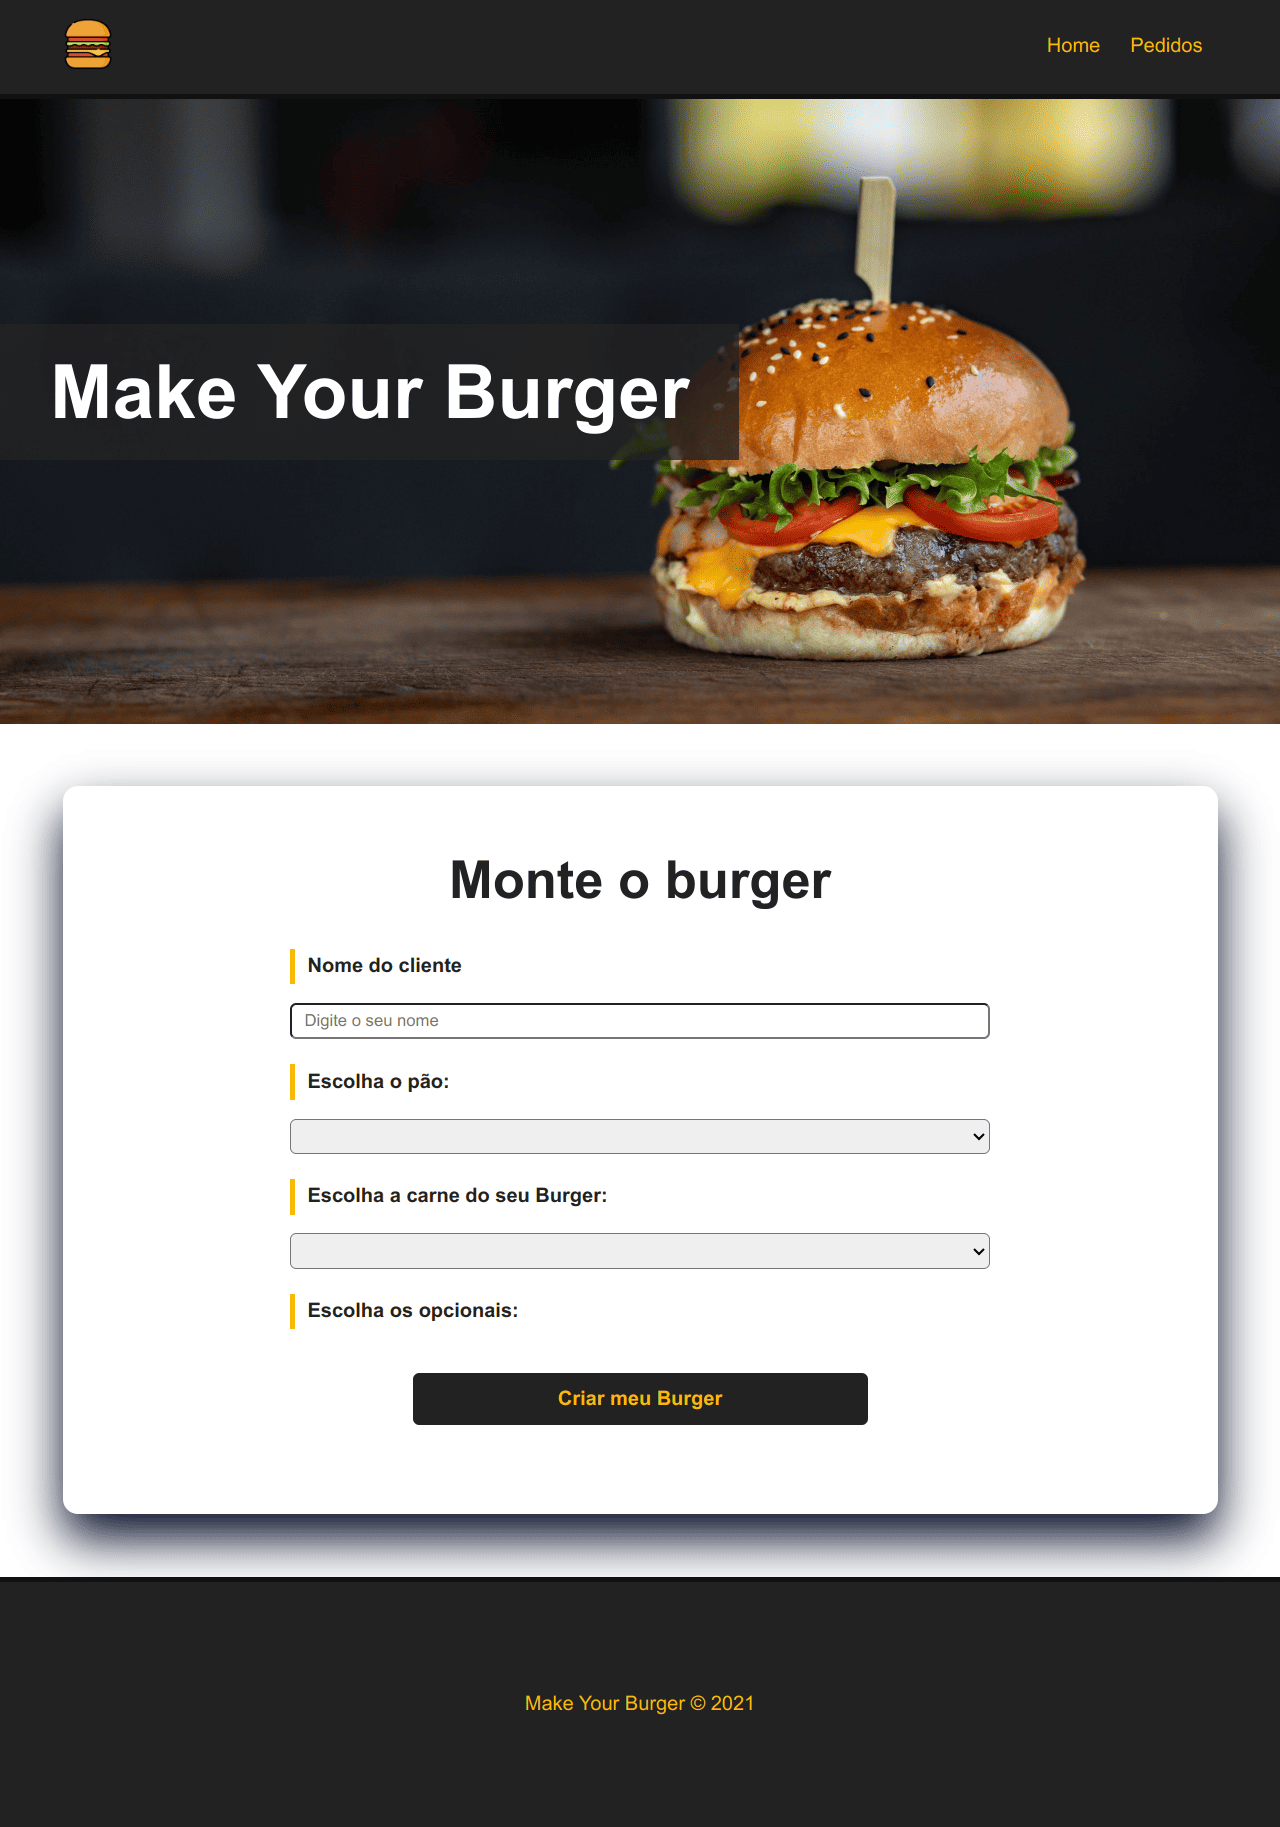 Home Pedidos
Make Your Burger
Monte o burger
Nome do cliente
Digite o seu nome
Escolha o pão:
Escolha a carne do seu Burger:
Escolha os opcionais:
Criar meu Burger
Make Your Burger © 2021